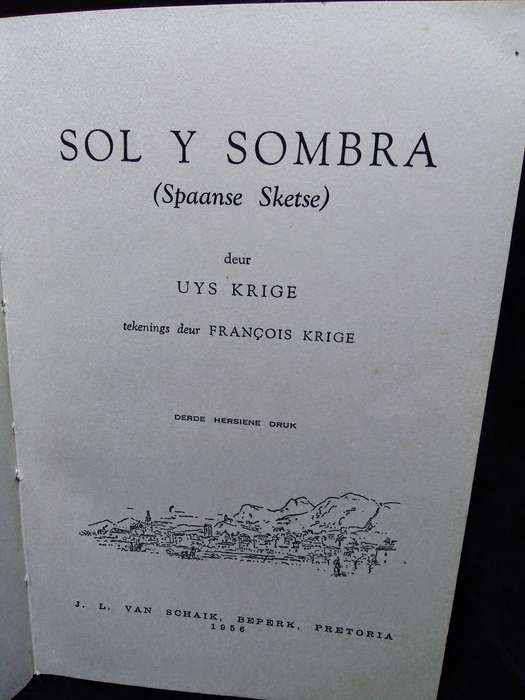 SOL Y SOMBRA
(Spaanse Sketse)
deur
UYS KRIGE
tekenings deur FRANÇOIS KRIGE
DERDE HERSIENE DRUK
J. L. VAN SCHAIK, BEPERK, PRETORIA
1956